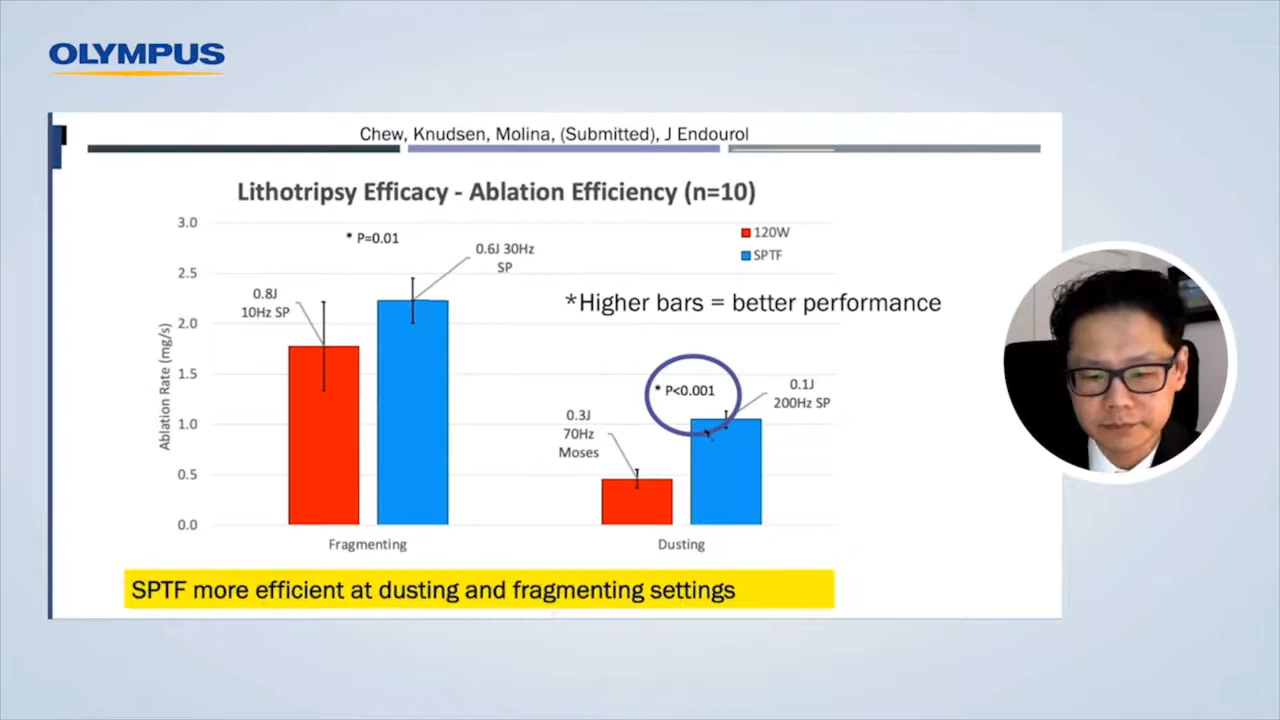 OLYMPUS
Chew, Knudsen, Molina, (Submitted), J Endourol
Lithotripsy Efficacy - Ablation Efficiency (n=10)
Ablation Rate (mg/s)
3.0
2.5
2.0
1.5
1.0
0.5
0.0
* P=0.01
0.8J
10Hz SP
0.6J 30Hz
SP
120W
SPTF
*Higher bars = better performance
* P<0.001
0.3J
70Hz
Moses
0.1J
200Hz SP
Fragmenting
Dusting
SPTF more efficient at dusting and fragmenting settings